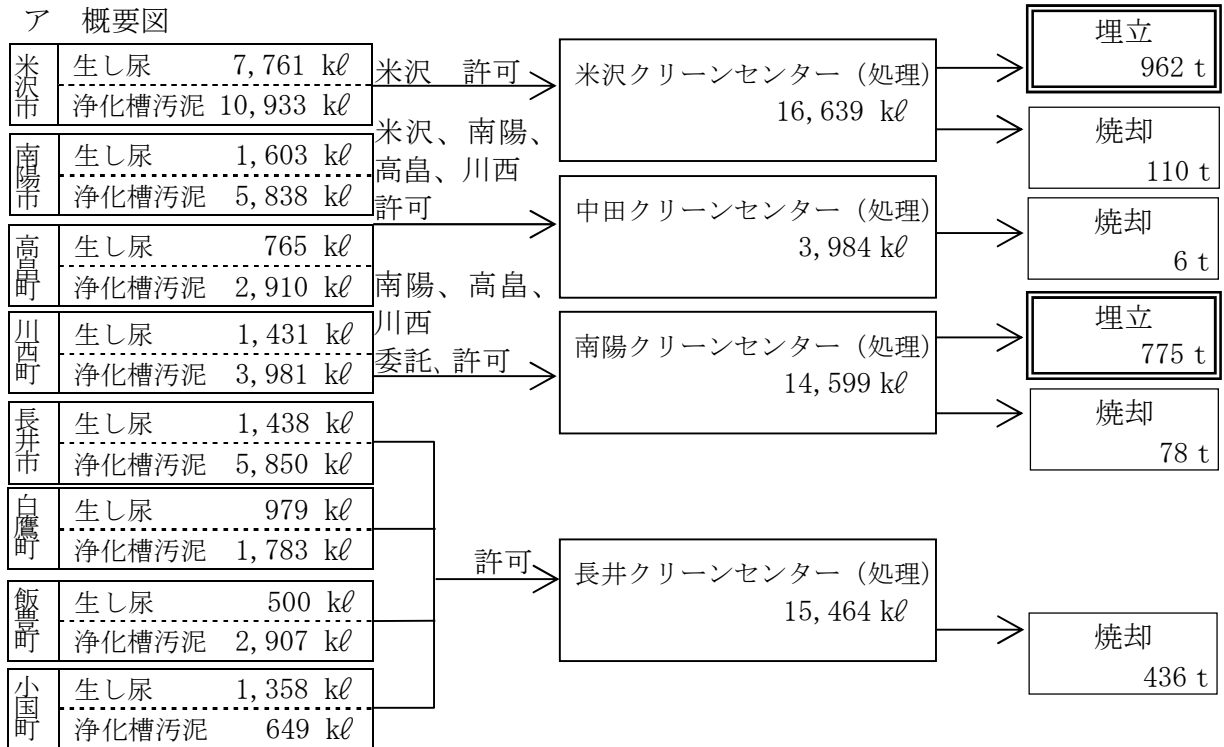 ア 概要図
米沢市 生し尿 7,761 kℓ
浄化槽汚泥 10,933 kℓ
南陽市 生し尿 1,603 kℓ
浄化槽汚泥 5,838 kℓ
高畠町 生し尿 765 kℓ
浄化槽汚泥 2,910 kℓ
川西町 生し尿 1,431 kℓ
浄化槽汚泥 3,981 kℓ
長井市 生し尿 1,438 kℓ
浄化槽汚泥 5,850 kℓ
白鷹町 生し尿 979 kℓ
浄化槽汚泥 1,783 kℓ
飯豊町 生し尿 500 kℓ
浄化槽汚泥 2,907 kℓ
小国町 生し尿 1,358 kℓ
浄化槽汚泥 649 kℓ
米沢 許可
米沢、南陽、
高畠、川西
許可
南陽、高畠、
川西
委託、許可
許可
米沢クリーンセンター（処理）
16,639 kℓ
中田クリーンセンター（処理）
3,984 kℓ
南陽クリーンセンター（処理）
14,599 kℓ
長井クリーンセンター（処理）
15,464 kℓ
埋立
962 t
焼却
110 t
焼却
6 t
埋立
775 t
焼却
78 t
焼却
436 t